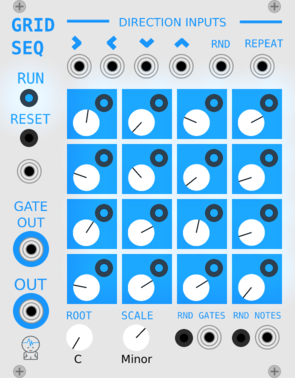 GRID
SEQ
DIRECTION INPUTS
RND
REPEAT
RUN
RESET
GATE
OUT
OUT
ROOT
SCALE
RND GATES
RND NOTES
C
Minor